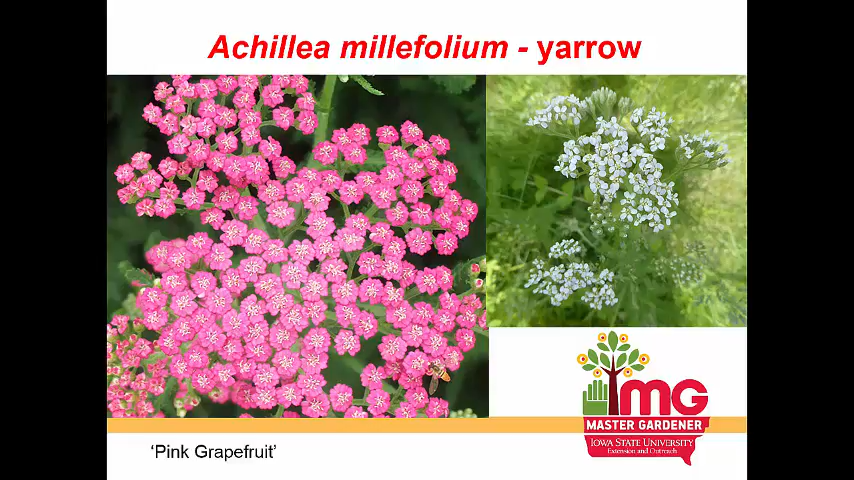 Achillea millefolium - yarrow
'Pink Grapefruit'
MG
MASTER GARDENER
IOWA STATE UNIVERSITY
Extension and Outreach